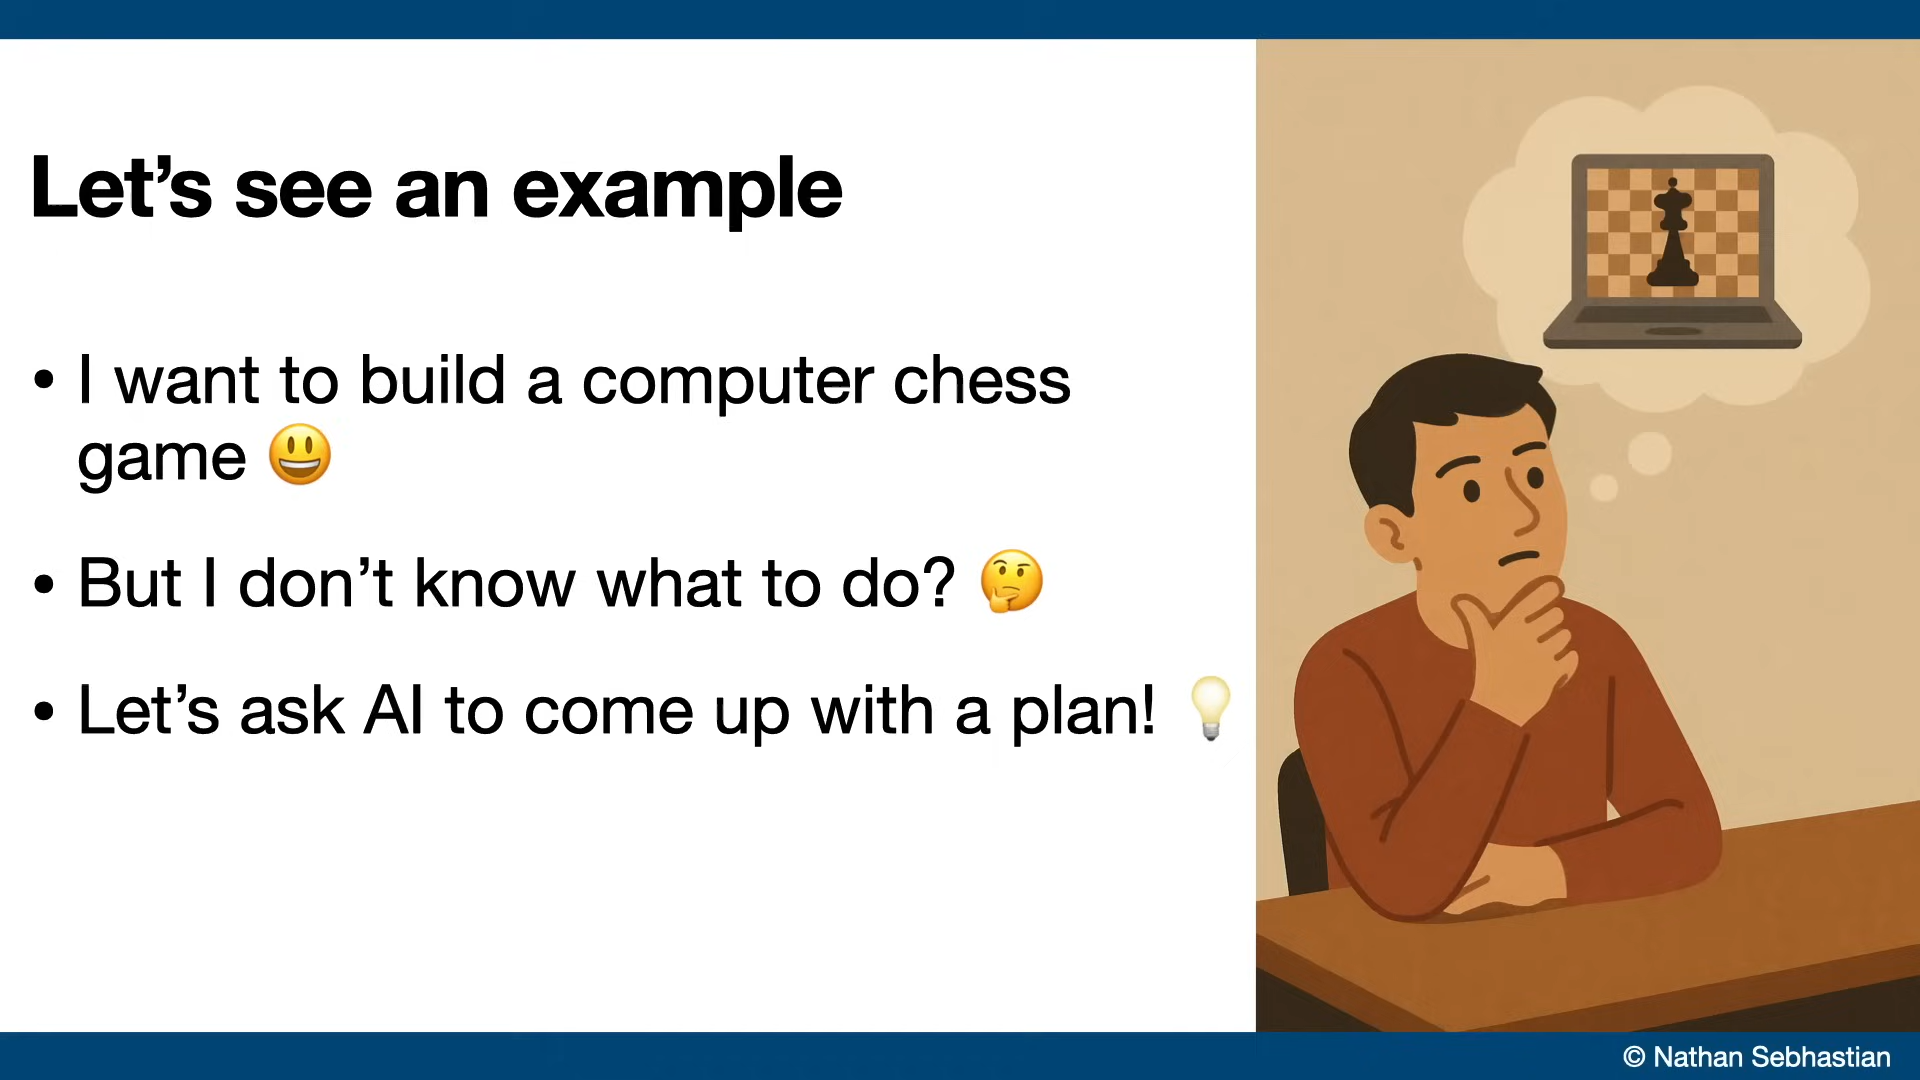 Let’s see an example
• I want to build a computer chess
game 😃
• But I don’t know what to do? 🤔
• Let’s ask AI to come up with a plan! 💡
© Nathan Sebhastian